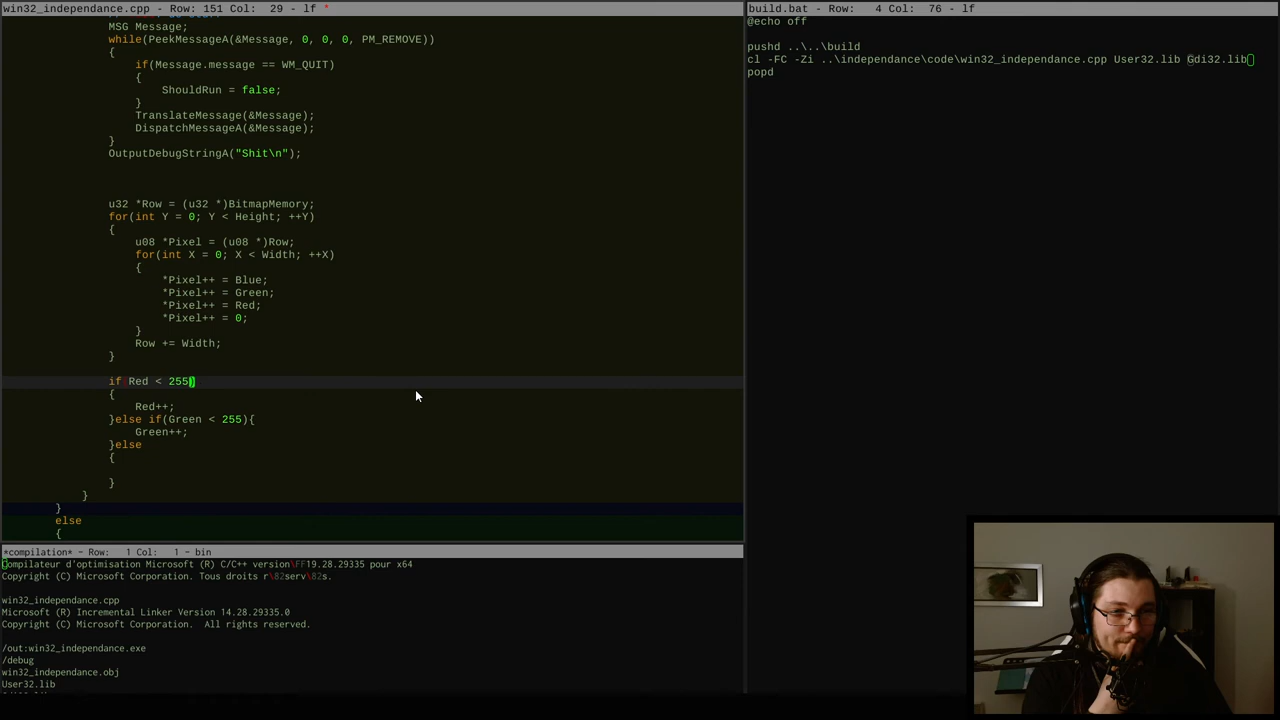 win32_independance.cpp - Row: 151 Col:  29 - lf *
MSG Message;
while(PeekMessageA(&Message, 0, 0, 0, PM_REMOVE))
{
if(Message.message == WM_QUIT)
{
ShouldRun = false;
}
TranslateMessage(&Message);
DispatchMessageA(&Message);
}
OutputDebugStringA("Shit\n");
u32 *Row = (u32 *)BitmapMemory;
for(int Y = 0; Y < Height; ++Y)
{
u08 *Pixel = (u08 *)Row;
for(int X = 0; X < Width; ++X)
{
*Pixel++ = Blue;
*Pixel++ = Green;
*Pixel++ = Red;
*Pixel++ = 0;
}
Row += Width;
}
if Red < 255)
{
Red++;
}else if(Green < 255){
Green++;
}else
{
}
}
}
else
{
*compilation* - Row:   1 Col:   1 - bin
Compilateur d'optimisation Microsoft (R) C/C++ version\FF19.28.29335 pour x64
Copyright (C) Microsoft Corporation. Tous droits r\82serv\82s.
win32_independance.cpp
Microsoft (R) Incremental Linker Version 14.28.29335.0
Copyright (C) Microsoft Corporation.  All rights reserved.
/out:win32_independance.exe
/debug
win32_independance.obj
User32.lib
build.bat - Row:   4 Col:  76 - lf
@echo off
pushd ..\..\build
cl -FC -Zi ..\independance\code\win32_independance.cpp User32.lib Gdi32.lib
popd